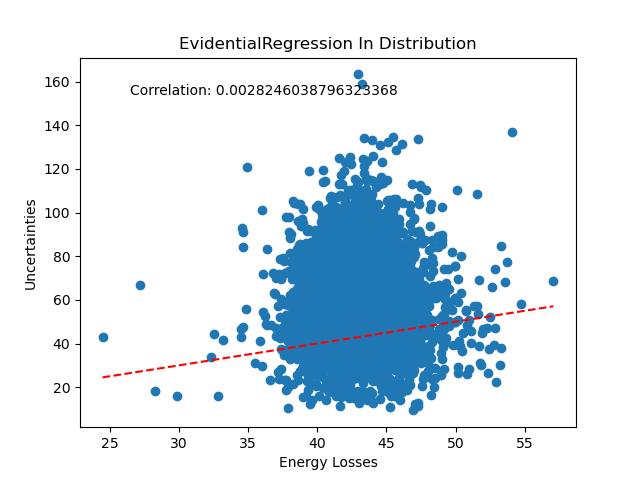 EvidentialRegression In Distribution
Correlation: 0.0028246038796323368
Uncertainties
160
140
120
100
80
60
40
20
25 30 35 40 45 50 55
Energy Losses